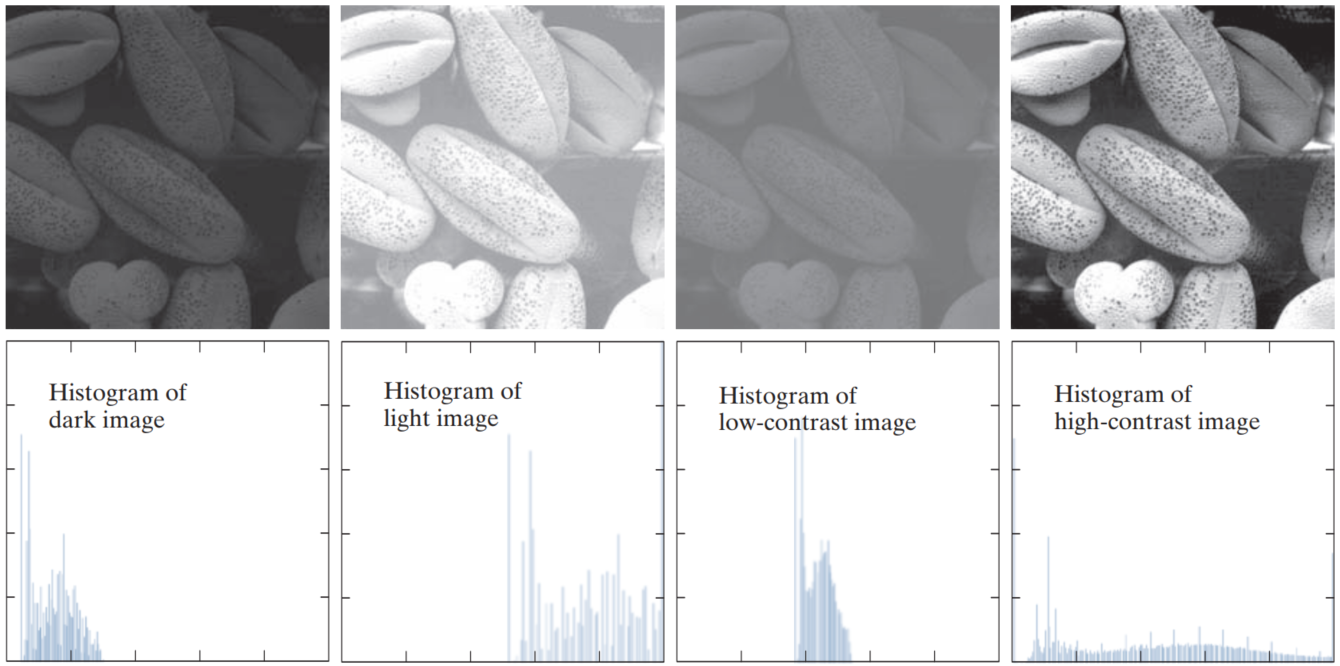 Histogram of
dark image
Histogram of
light image
Histogram of
low-contrast image
Histogram of
high-contrast image